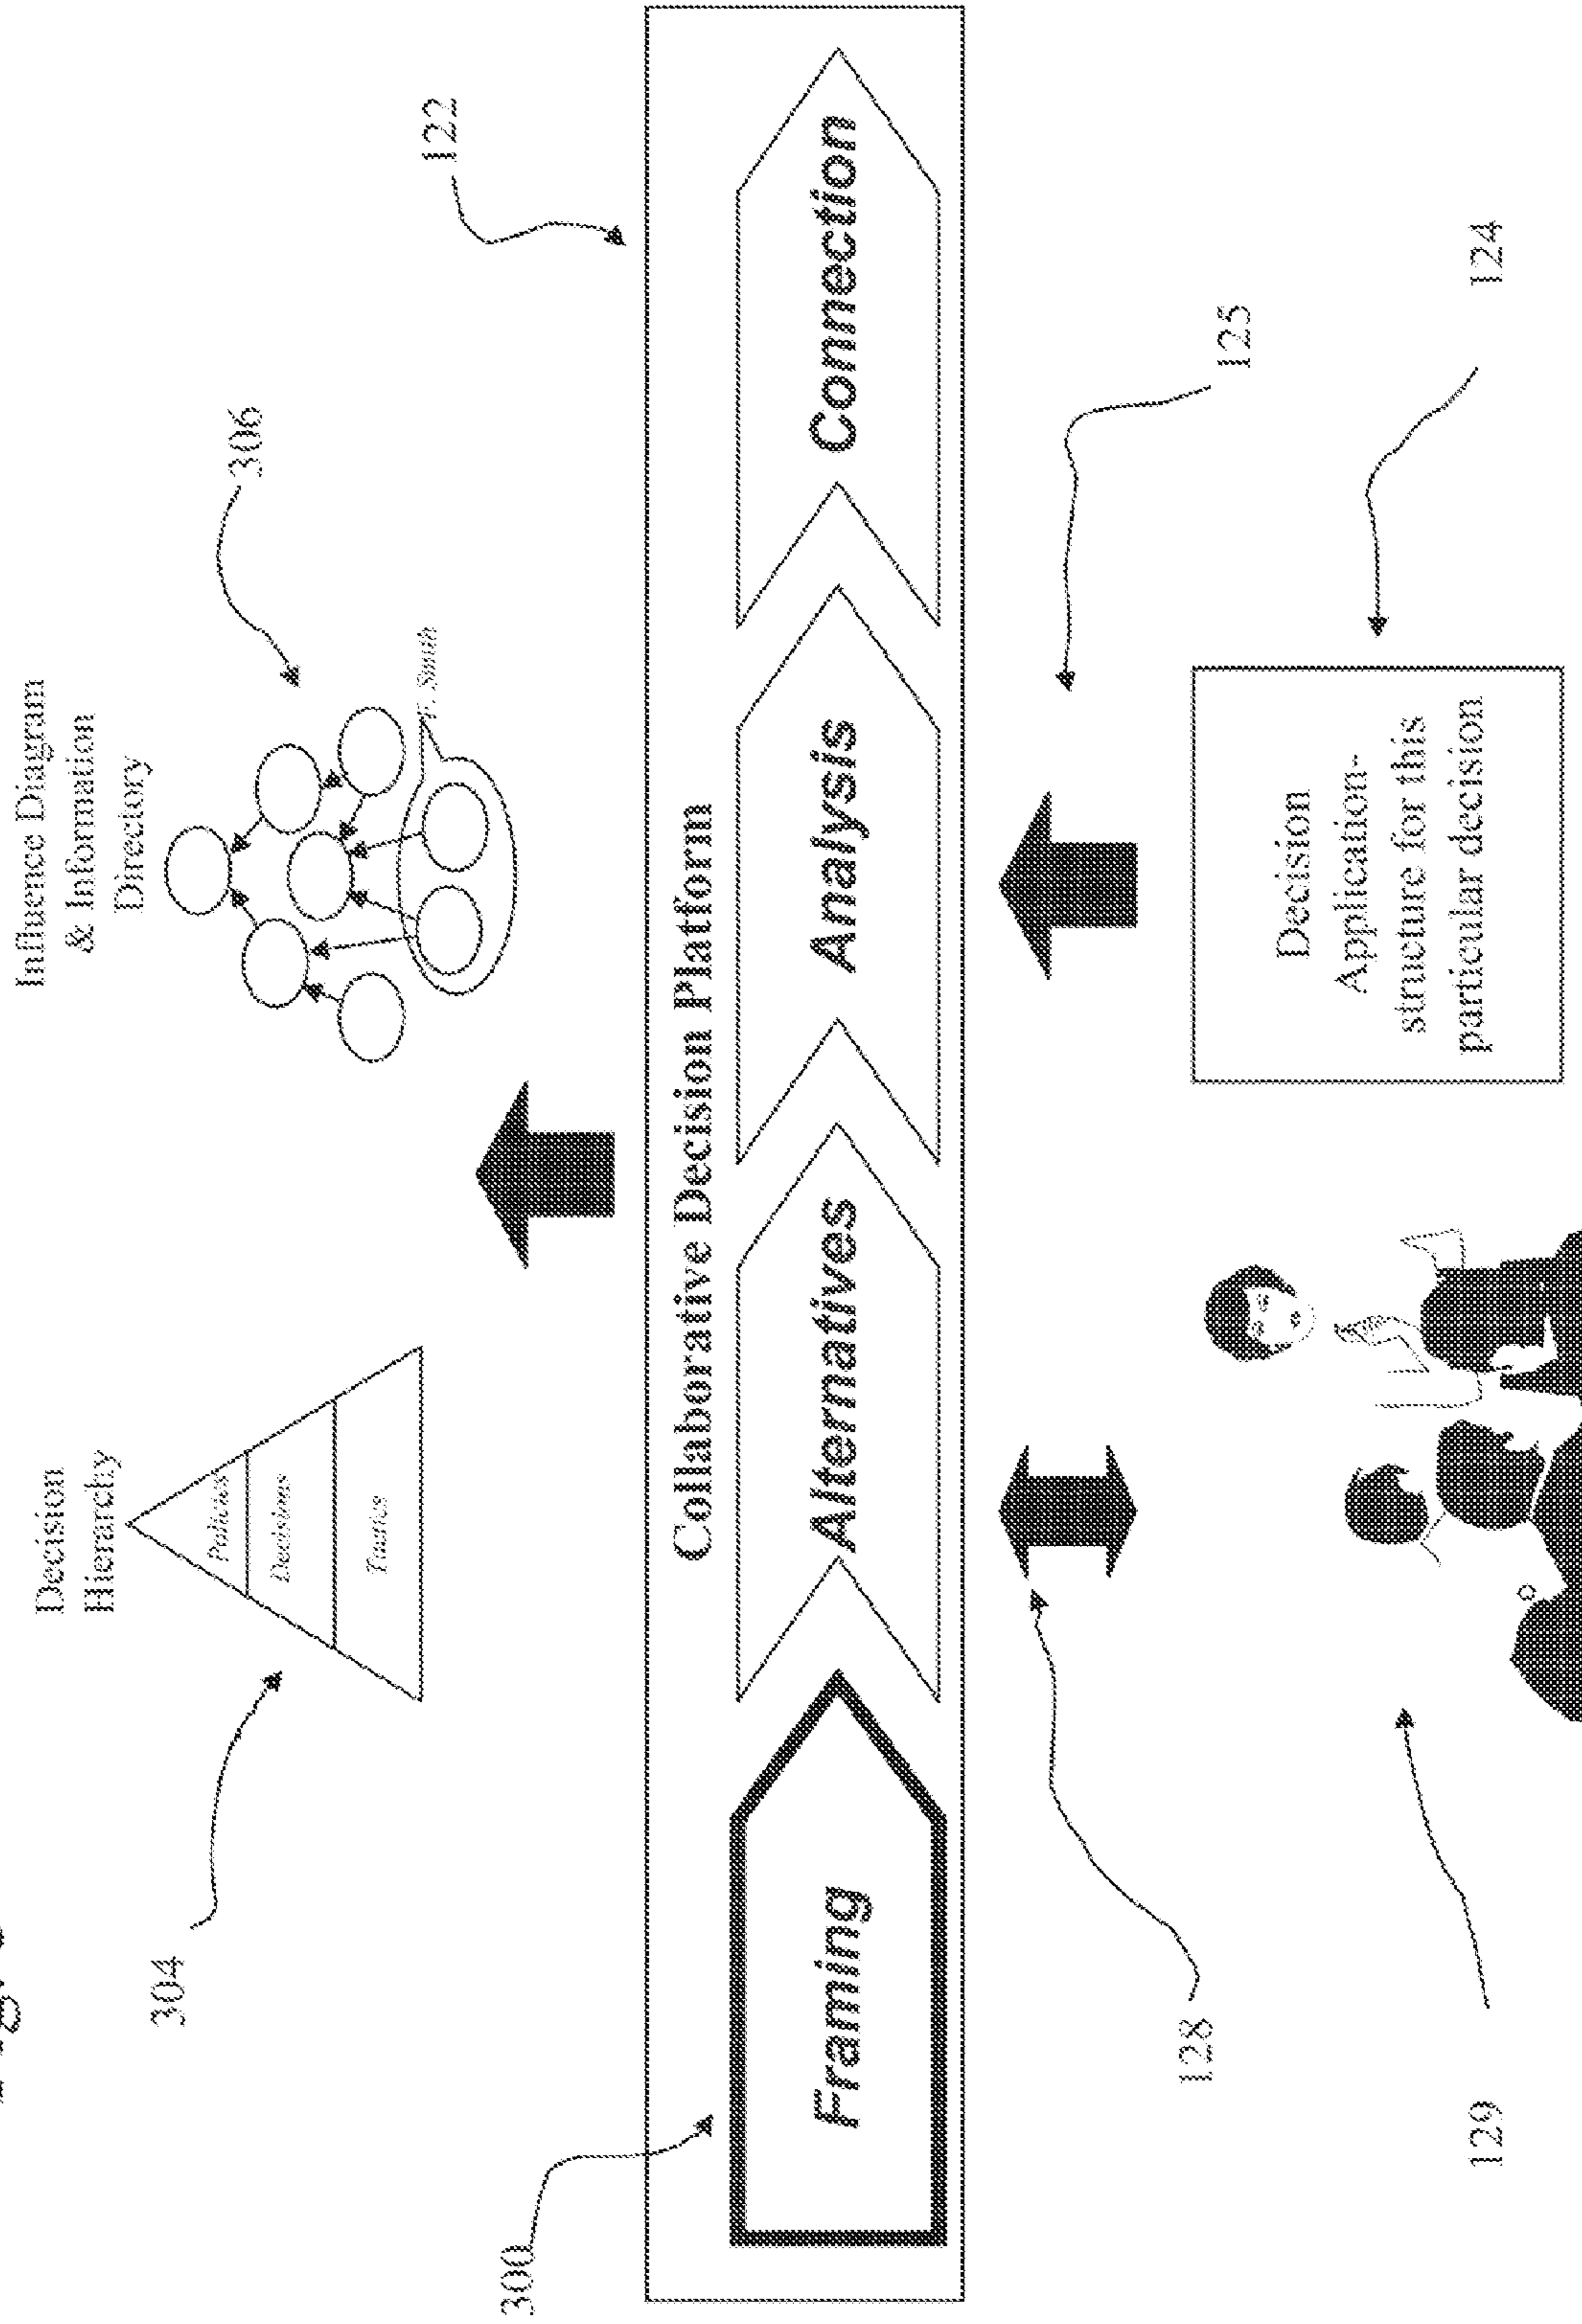 304
Decision
Hierarchy
Policies
Decisions
Tactics
Influence Diagram
& Information
Directory
F. Smith
306
122
300
Collaborative Decision Platform
Framing
Alternatives
Analysis
Connection
128
125
129
Decision
Application-
structure for this
particular decision
124